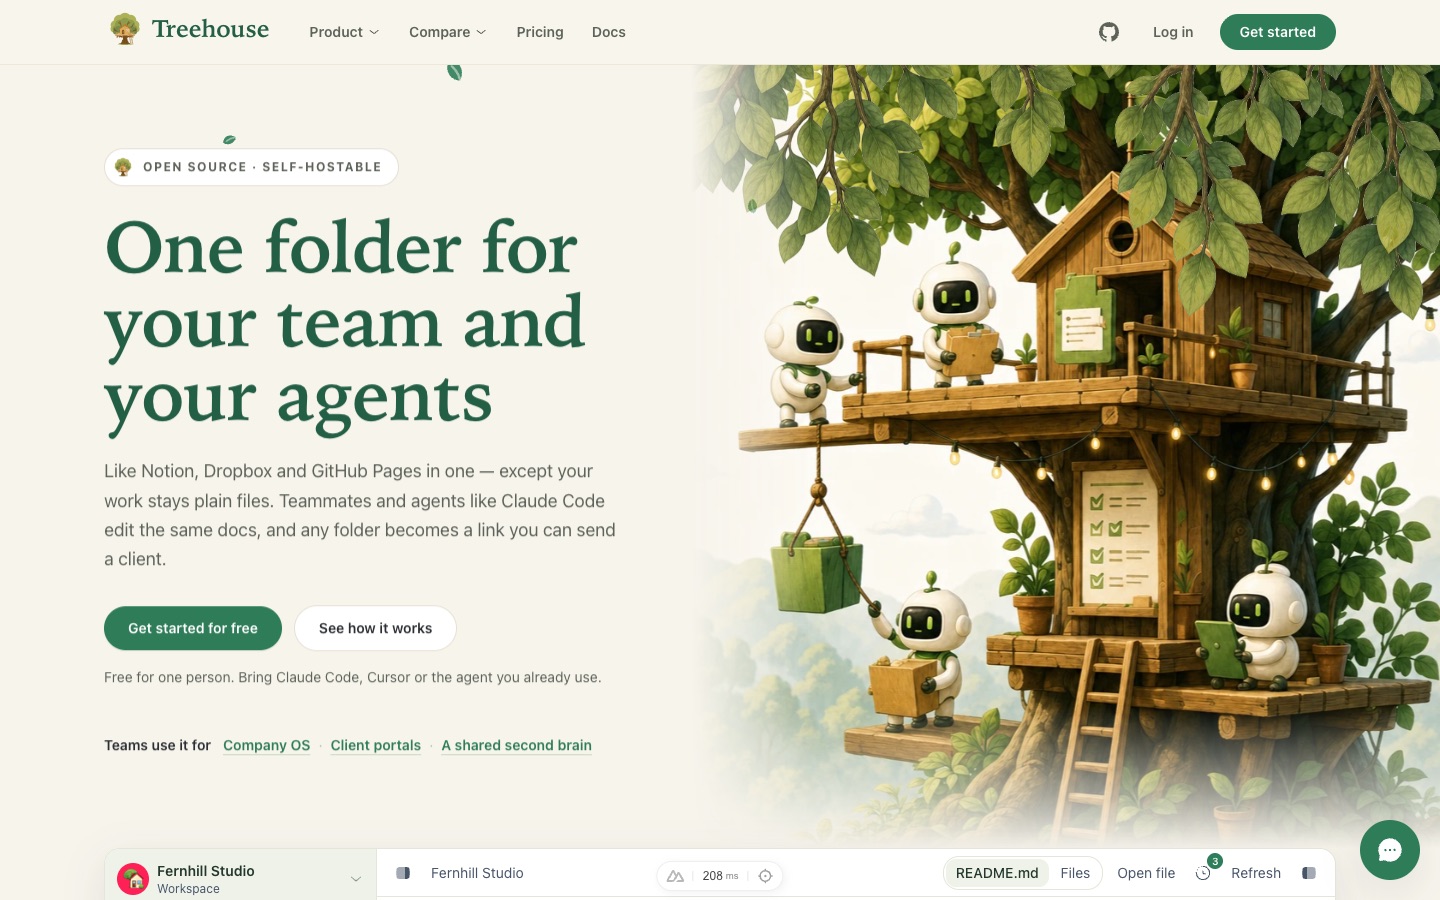 Treehouse
Product
Compare
Pricing
Docs
Log in
Get started
OPEN SOURCE · SELF-HOSTABLE
One folder for
your team and
your agents
Like Notion, Dropbox and GitHub Pages in one — except your
work stays plain files. Teammates and agents like Claude Code
edit the same docs, and any folder becomes a link you can send
a client.
Get started for free
See how it works
Free for one person. Bring Claude Code, Cursor or the agent you already use.
Teams use it for Company OS · Client portals · A shared second brain
Fernhill Studio
Workspace
Fernhill Studio
208 ms
README.md
Files
Open file
3
Refresh